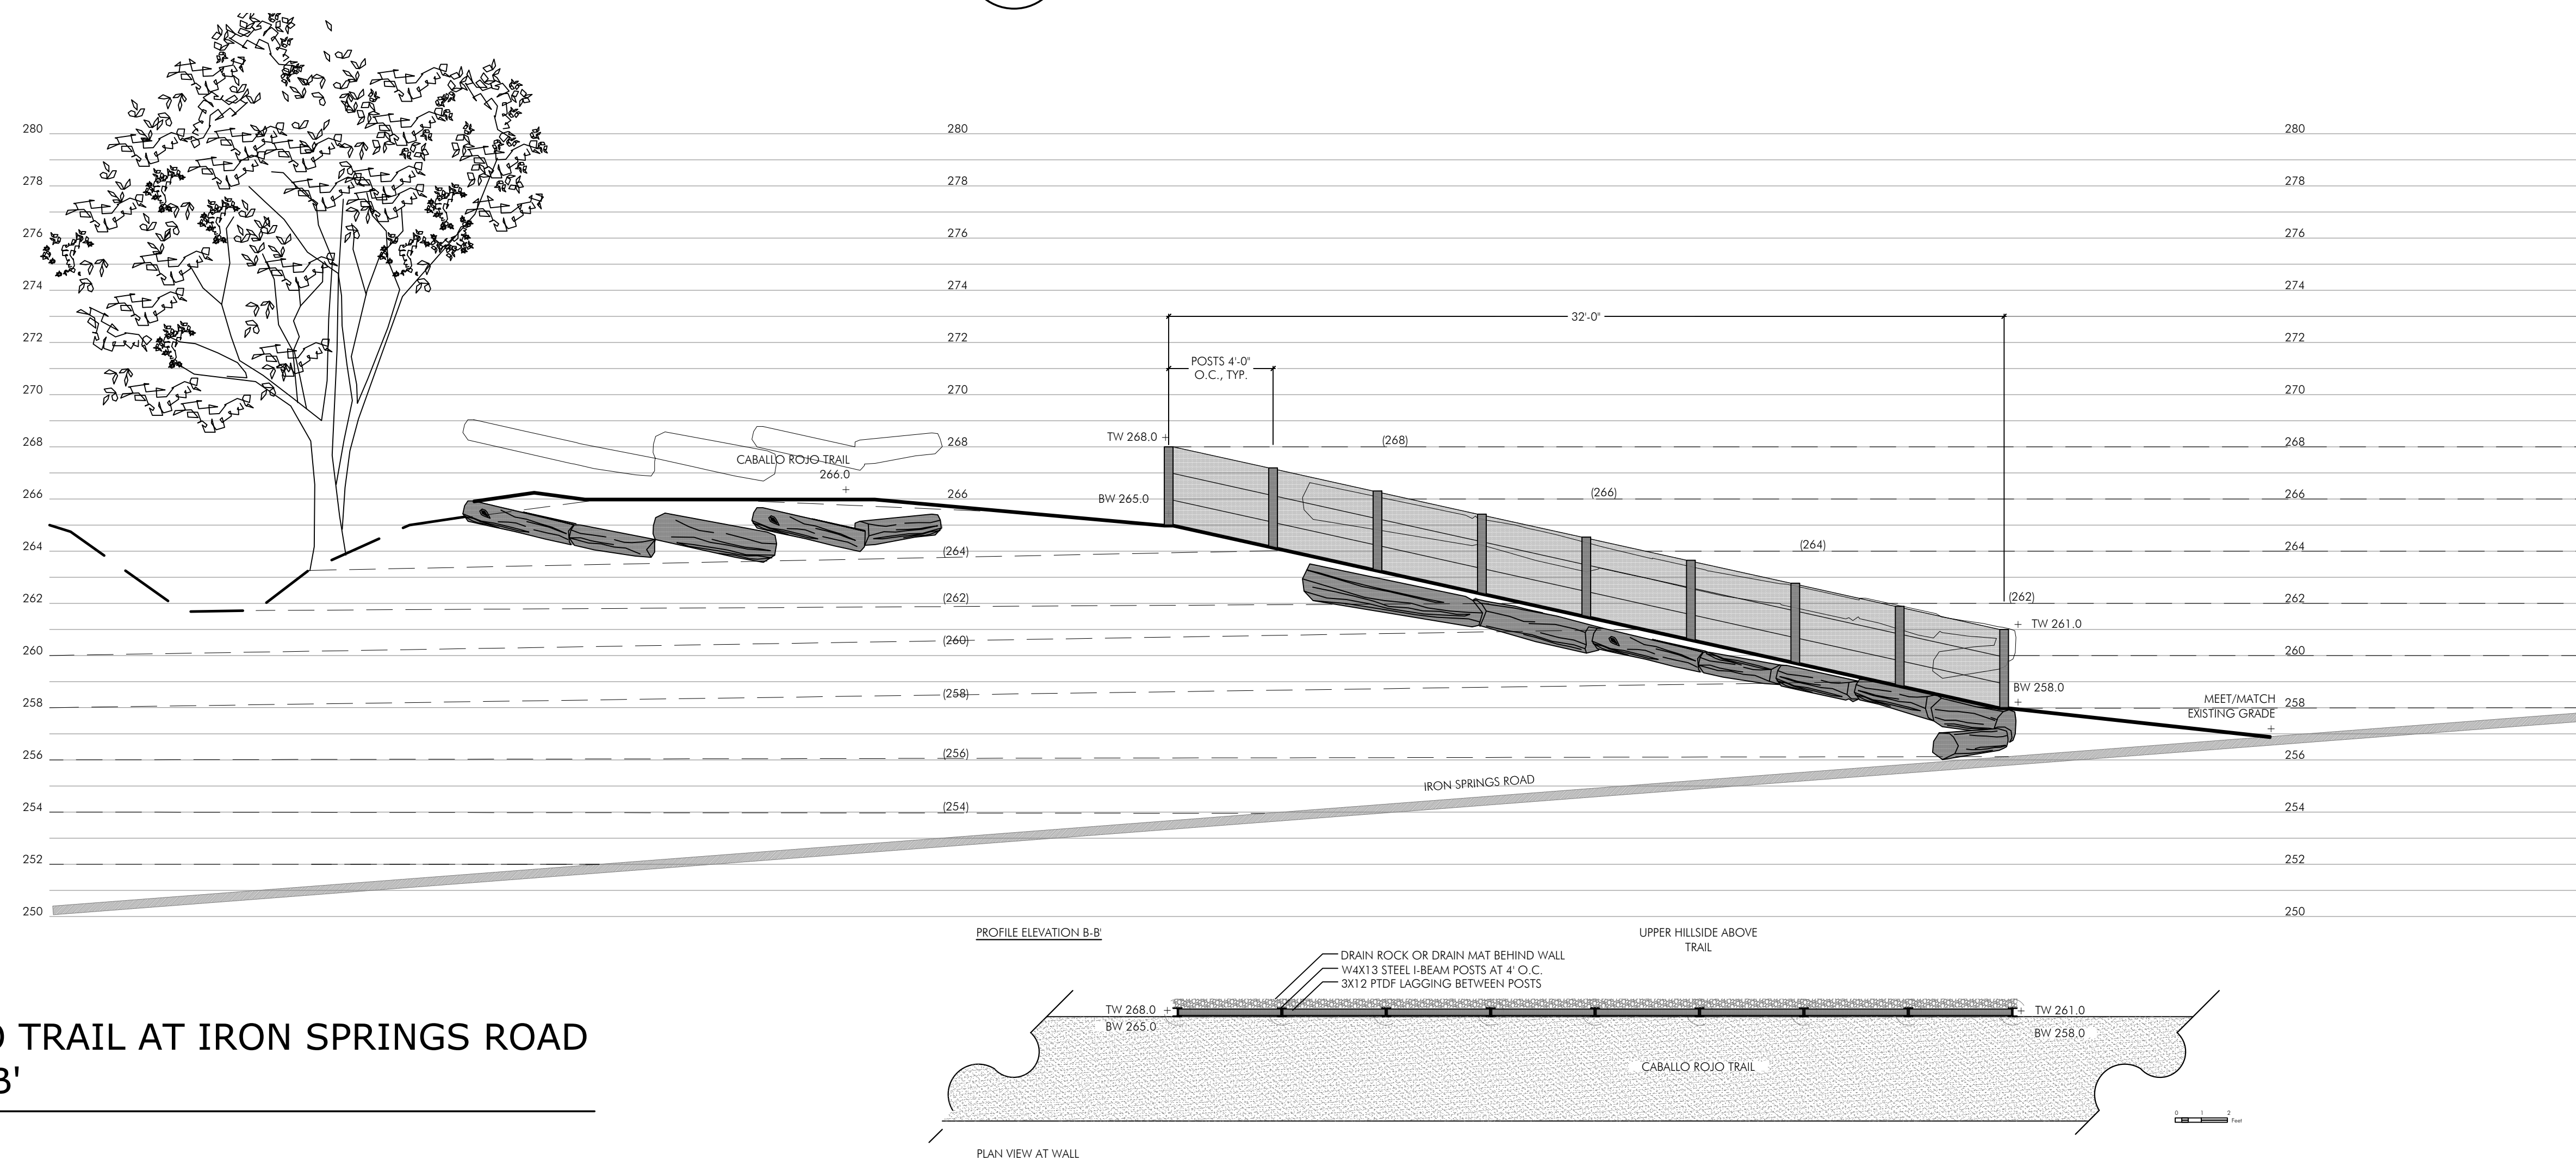 280 280 280
278 278 278
276 276 276
274 274 274
32'-0"
272 272 272
POSTS 4'-0"
O.C., TYP.
270 270 270
TW 268.0
268 268 (268) 268
CABALLO ROJO TRAIL
266.0
266 266 BW 265.0 (266) 266
264 (264) (264) 264
262 (262) (262) 262
TW 261.0
260 (260) 260
BW 258.0
258 (258) 258
MEET/MATCH
EXISTING GRADE
256 (256) 256
IRON SPRINGS ROAD
254 (254) 254
252 252
250 250
PROFILE ELEVATION B-B'
UPPER HILLSIDE ABOVE
TRAIL
DRAIN ROCK OR DRAIN MAT BEHIND WALL
W4X13 STEEL I-BEAM POSTS AT 4' O.C.
3X12 PTDF LAGGING BETWEEN POSTS
TW 268.0 TW 261.0
BW 265.0 BW 258.0
TRAIL AT IRON SPRINGS ROAD
B'
CABALLO ROJO TRAIL
0 1 2
Feet
PLAN VIEW AT WALL